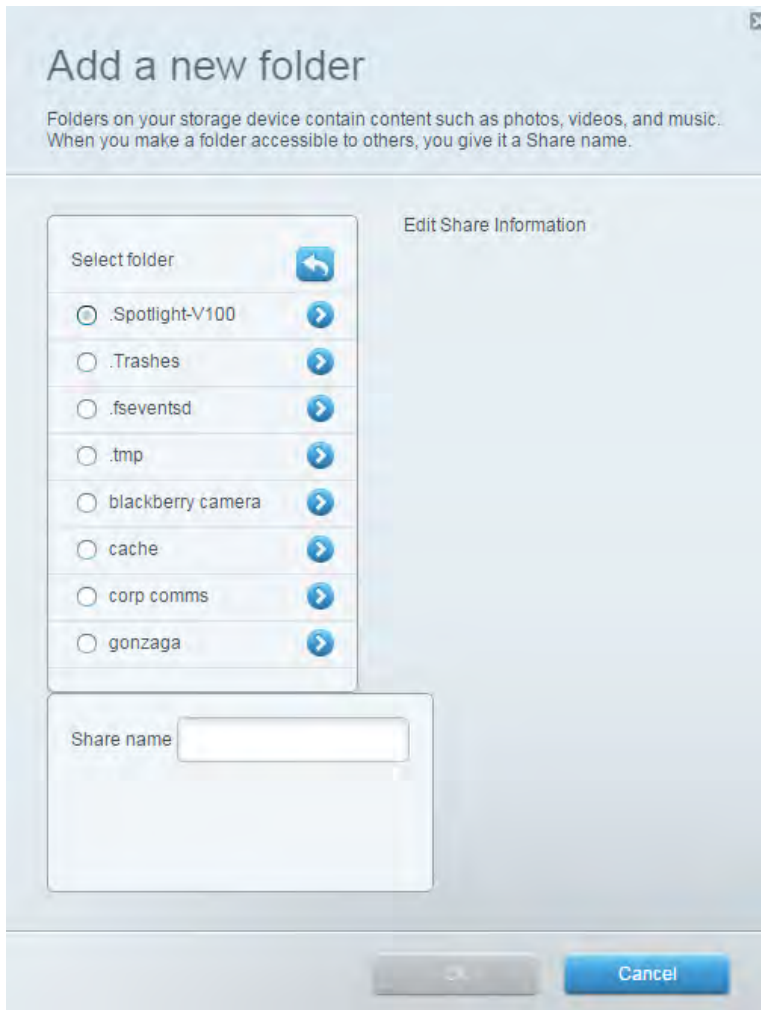 Add a new folder
Folders on your storage device contain content such as photos, videos, and music.
When you make a folder accessible to others, you give it a Share name.
Edit Share Information
Select folder
.Spotlight-V100
.Trashes
.fseventsd
.tmp
blackberry camera
cache
corp comms
gonzaga
Share name
Cancel